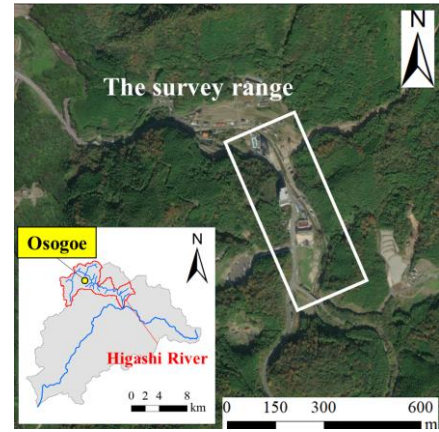 N
The survey range
Osogoe
N
Higashi River
0 2 4 8
km
0 150 300 600
m